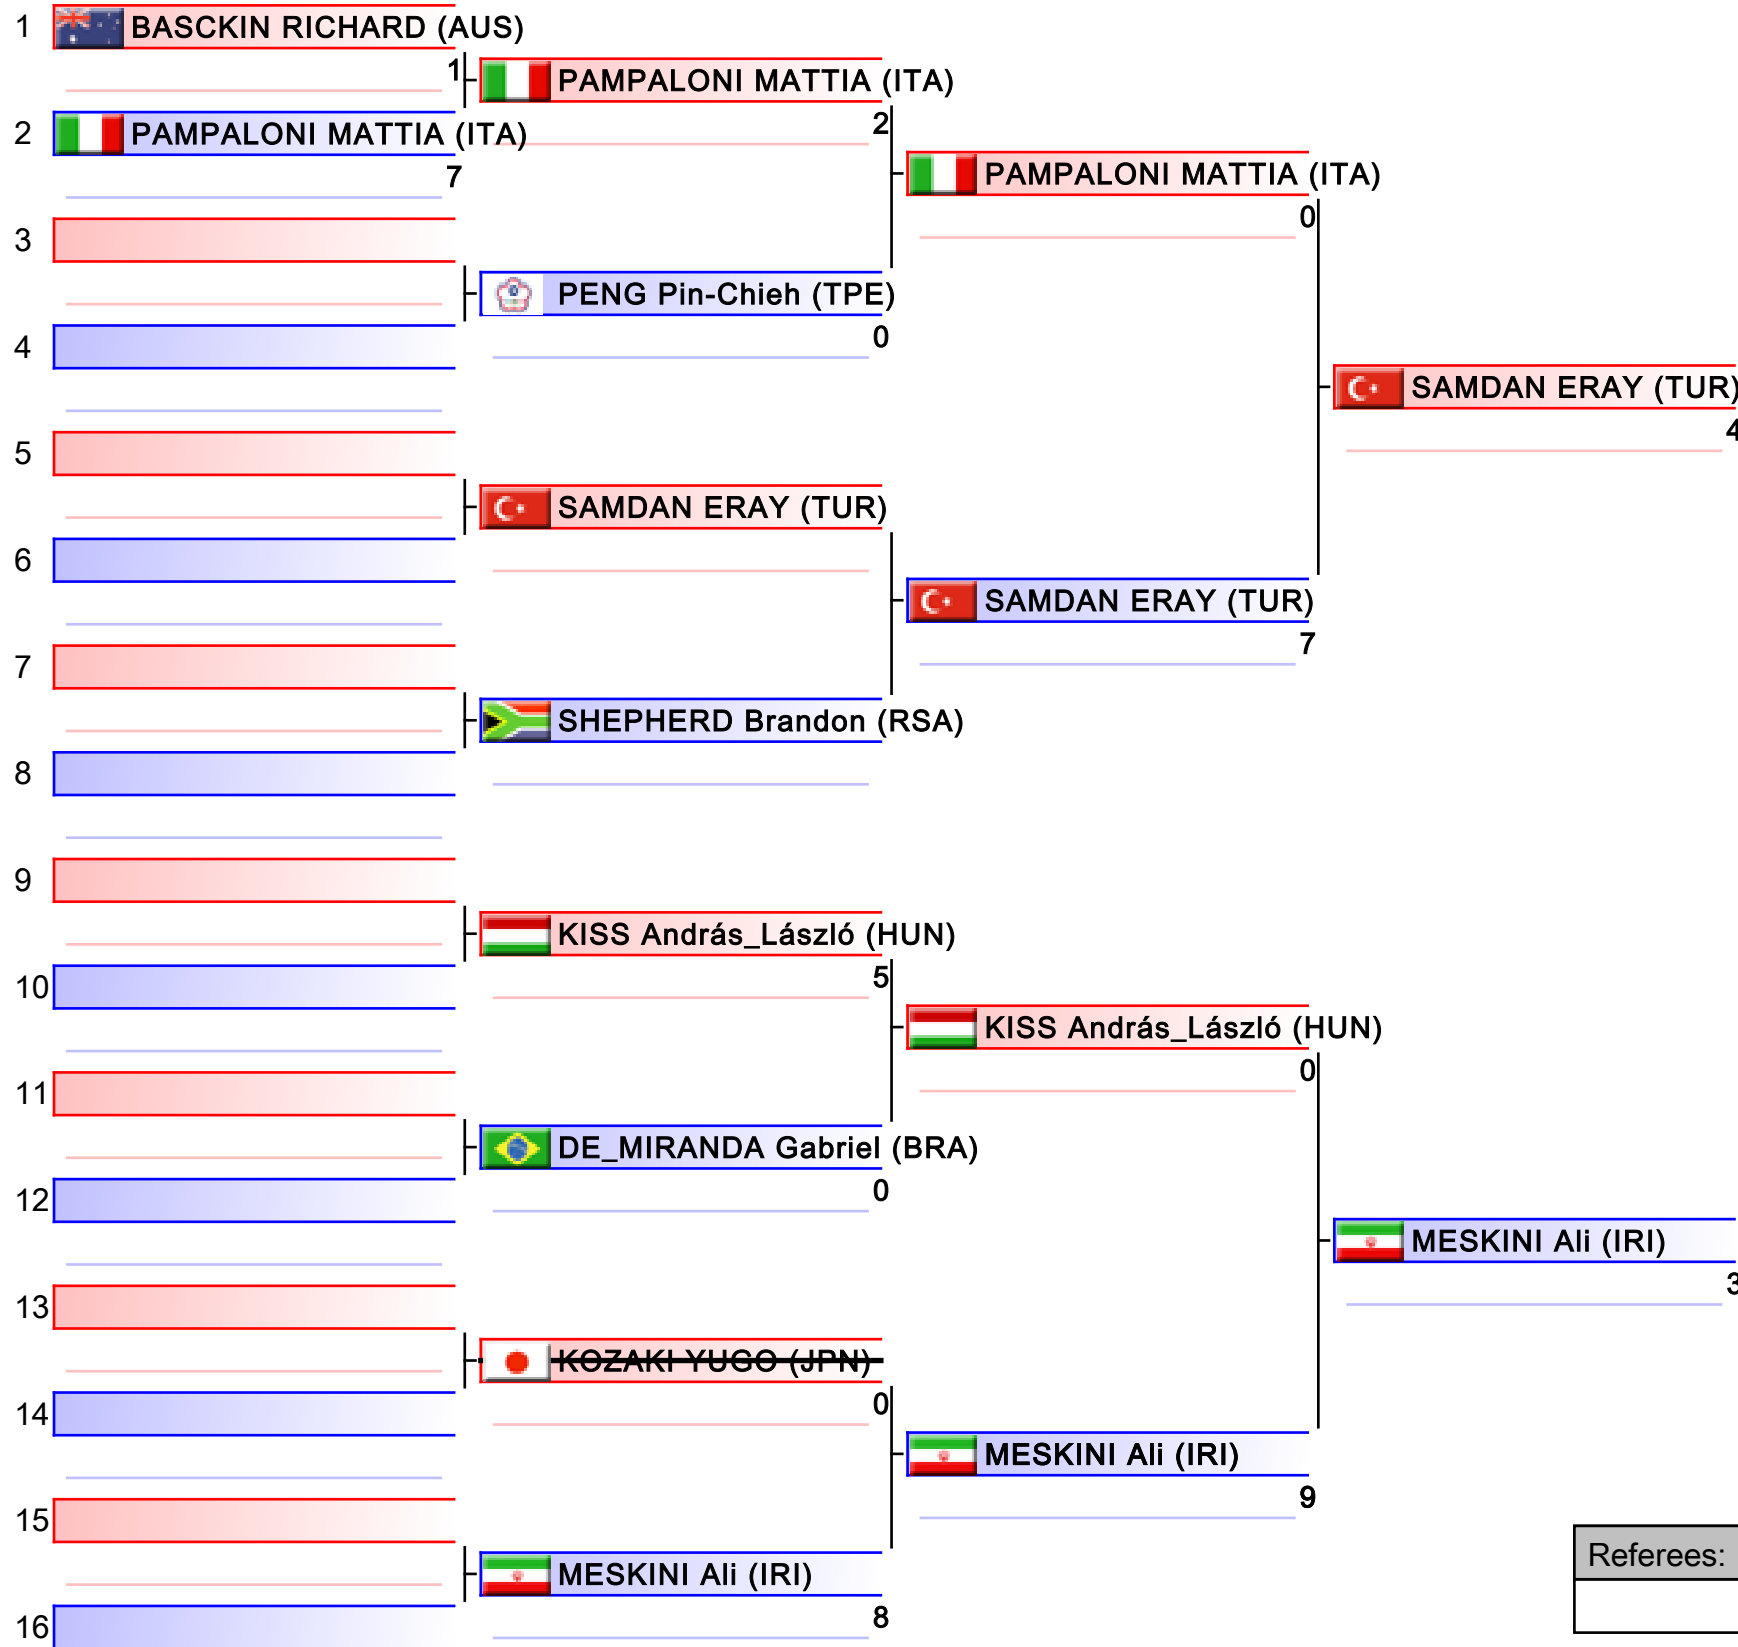 1 BASCKIN RICHARD (AUS)
1
PAMPALONI MATTIA (ITA)
2
2 PAMPALONI MATTIA (ITA)
7
PAMPALONI MATTIA (ITA)
0
3
PENG Pin-Chieh (TPE)
0
4
SAMDAN ERAY (TUR)
4
5
SAMDAN ERAY (TUR)
6
SAMDAN ERAY (TUR)
7
7
SHEPHERD Brandon (RSA)
8
9
KISS András_László (HUN)
5
10
KISS András_László (HUN)
0
11
DE_MIRANDA Gabriel (BRA)
0
12
MESKINI Ali (IRI)
3
13
KOZAKI YUGO (JPN)
0
14
MESKINI Ali (IRI)
9
15
MESKINI Ali (IRI)
8
Referees:
16